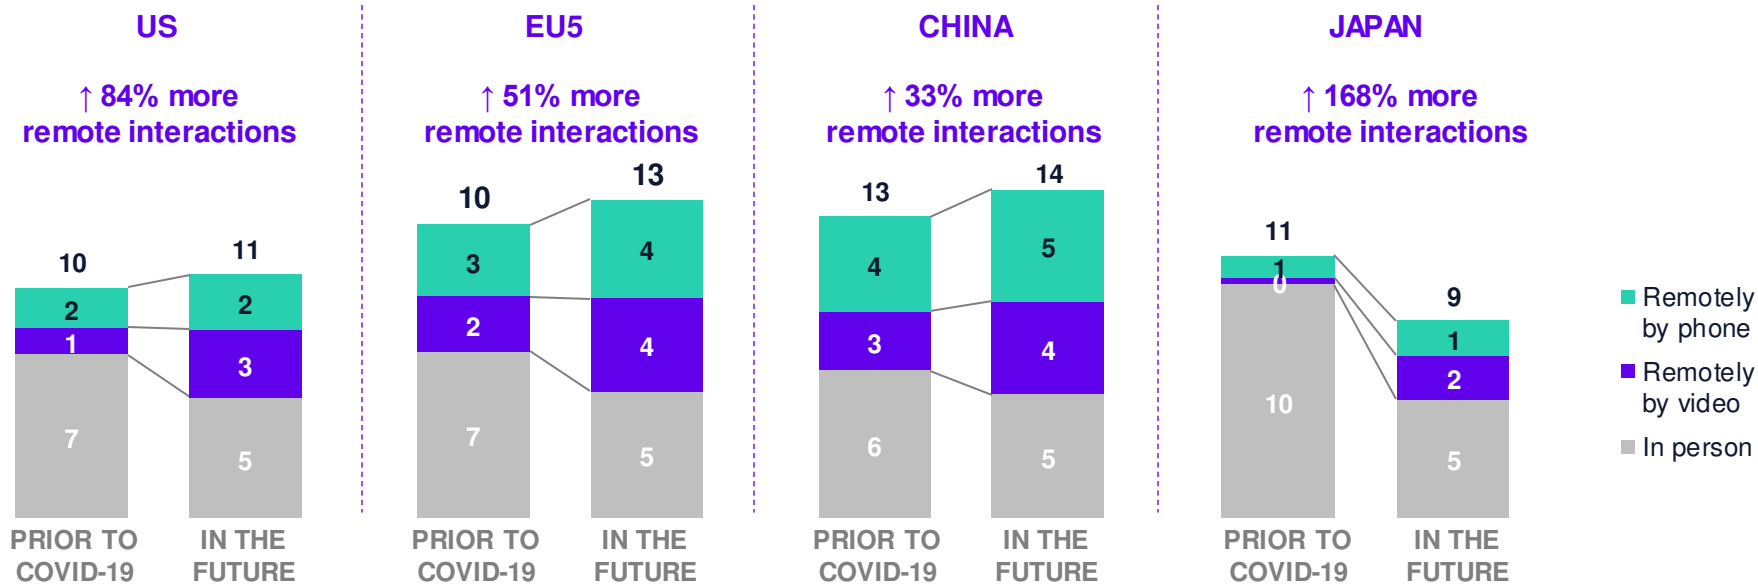 US
↑ 84% more
remote interactions
10
2
1
7
11
2
3
5
PRIOR TO
COVID-19
IN THE
FUTURE
EU5
↑ 51% more
remote interactions
10
3
2
7
13
4
4
5
PRIOR TO
COVID-19
IN THE
FUTURE
CHINA
↑ 33% more
remote interactions
13
4
3
6
14
5
4
5
PRIOR TO
COVID-19
IN THE
FUTURE
JAPAN
↑ 168% more
remote interactions
11
1
0
10
9
1
2
5
PRIOR TO
COVID-19
IN THE
FUTURE
Remotely
by phone
Remotely
by video
In person